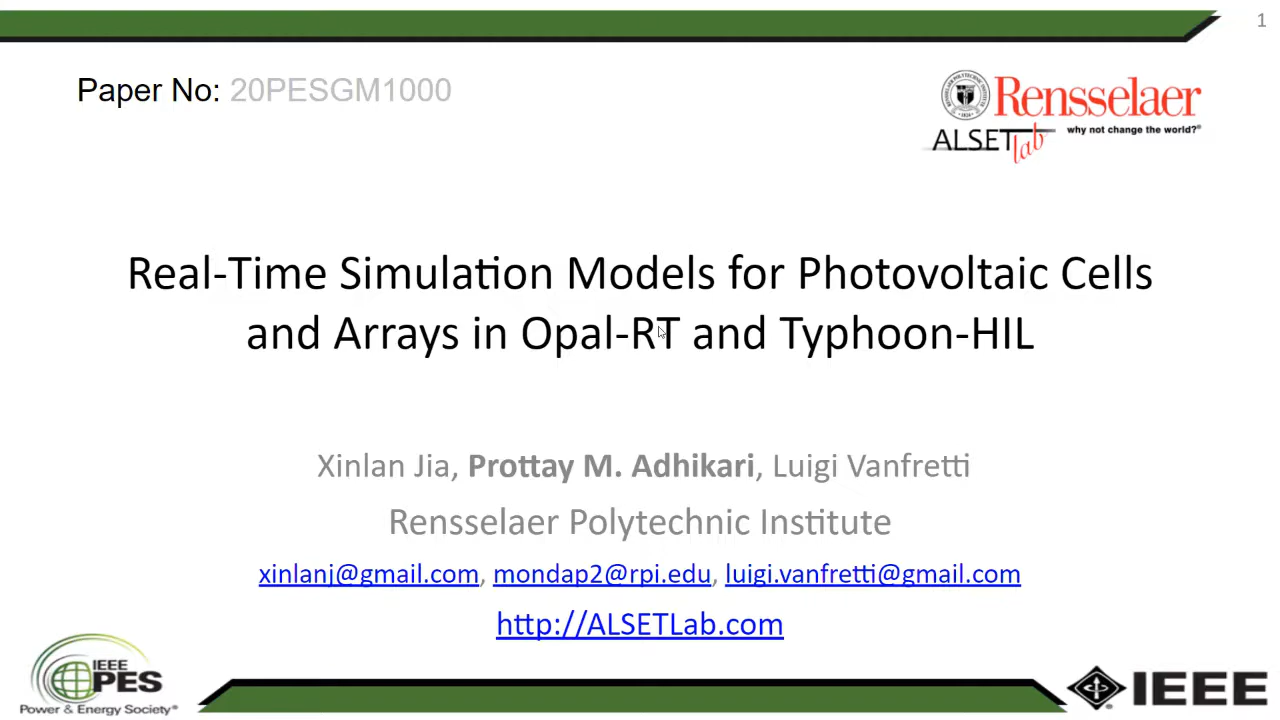 1
Paper No: 20PESGM1000
Rensselaer
why not change the world?®
ALSET lab
Real-Time Simulation Models for Photovoltaic Cells
and Arrays in Opal-RT and Typhoon-HIL
Xinlan Jia, Prottay M. Adhikari, Luigi Vanfretti
Rensselaer Polytechnic Institute
xinlanj@gmail.com, mondap2@rpi.edu, luigi.vanfretti@gmail.com
http://ALSETLab.com
IEEE
PES
Power & Energy Society®
IEEE